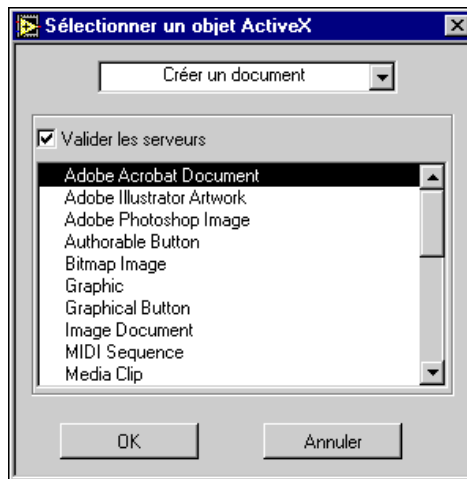 Sélectionner un objet ActiveX
Créer un document
Valider les serveurs
Adobe Acrobat Document
Adobe Illustrator Artwork
Adobe Photoshop Image
Authorable Button
Bitmap Image
Graphic
Graphical Button
Image Document
MIDI Sequence
Media Clip
OK Annuler